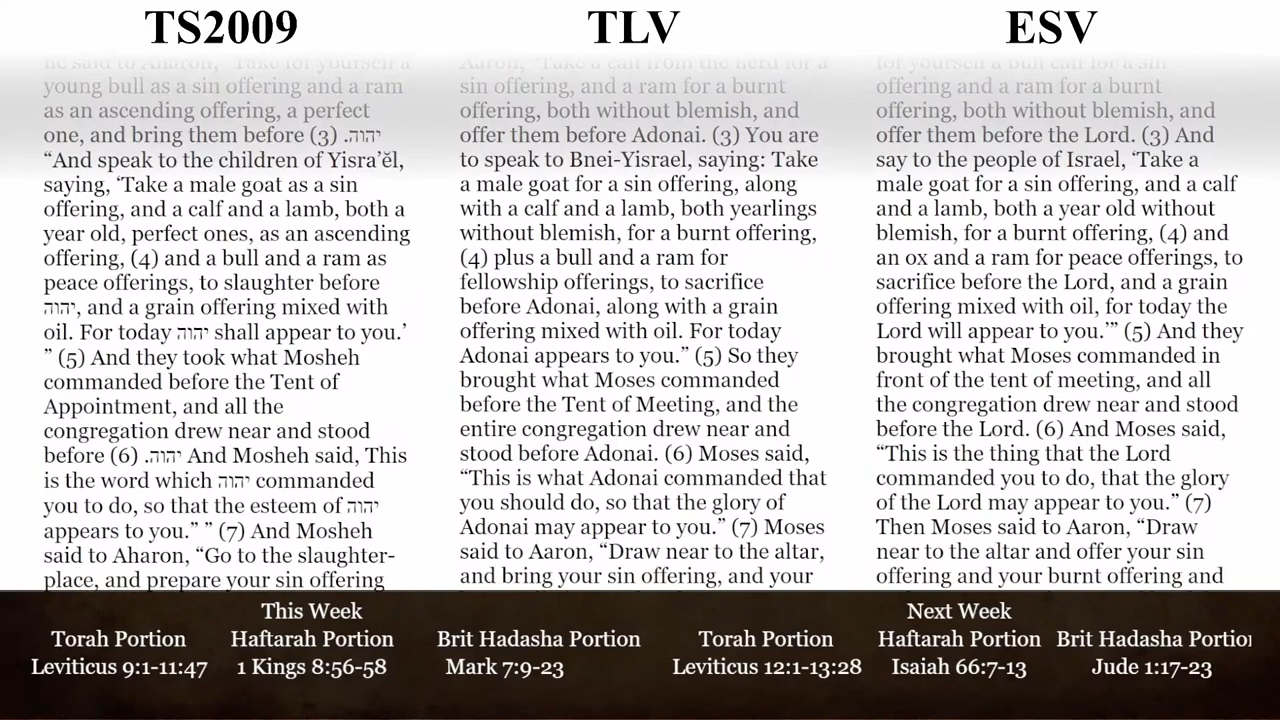 TS2009
he said to Aharon, “Take for yourself a
young bull as a sin offering and a ram
as an ascending offering, a perfect
one, and bring them before (3) .יהוה
“And speak to the children of Yisra’ĕl,
saying, ‘Take a male goat as a sin
offering, and a calf and a lamb, both a
year old, perfect ones, as an ascending
offering, (4) and a bull and a ram as
peace offerings, to slaughter before
יהוה, and a grain offering mixed with
oil. For today יהוה shall appear to you.’
” (5) And they took what Mosheh
commanded before the Tent of
Appointment, and all the
congregation drew near and stood
before (6) .יהוה And Mosheh said, This
is the word which יהוה commanded
you to do, so that the esteem of יהוה
appears to you.” ” (7) And Mosheh
said to Aharon, “Go to the slaughter-
place, and prepare your sin offering
TLV
Aaron, “Take a calf from the herd for a
sin offering, and a ram for a burnt
offering, both without blemish, and
offer them before Adonai. (3) You are
to speak to Bnei-Yisrael, saying: Take
a male goat for a sin offering, along
with a calf and a lamb, both yearlings
without blemish, for a burnt offering,
(4) plus a bull and a ram for
fellowship offerings, to sacrifice
before Adonai, along with a grain
offering mixed with oil. For today
Adonai appears to you.” (5) So they
brought what Moses commanded
before the Tent of Meeting, and the
entire congregation drew near and
stood before Adonai. (6) Moses said,
“This is what Adonai commanded that
you should do, so that the glory of
Adonai may appear to you.” (7) Moses
said to Aaron, “Draw near to the altar,
and bring your sin offering, and your
ESV
for yourself a bull calf for a sin
offering and a ram for a burnt
offering, both without blemish, and
offer them before the Lord. (3) And
say to the people of Israel, ‘Take a
male goat for a sin offering, and a calf
and a lamb, both a year old without
blemish, for a burnt offering, (4) and
an ox and a ram for peace offerings, to
sacrifice before the Lord, and a grain
offering mixed with oil, for today the
Lord will appear to you.’” (5) And they
brought what Moses commanded in
front of the tent of meeting, and all
the congregation drew near and stood
before the Lord. (6) And Moses said,
“This is the thing that the Lord
commanded you to do, that the glory
of the Lord may appear to you.” (7)
Then Moses said to Aaron, “Draw
near to the altar and offer your sin
offering and your burnt offering and
This Week
Torah Portion Haftarah Portion Brit Hadasha Portion
Leviticus 9:1-11:47 1 Kings 8:56-58 Mark 7:9-23
Next Week
Torah Portion Haftarah Portion Brit Hadasha Portion
Leviticus 12:1-13:28 Isaiah 66:7-13 Jude 1:17-23